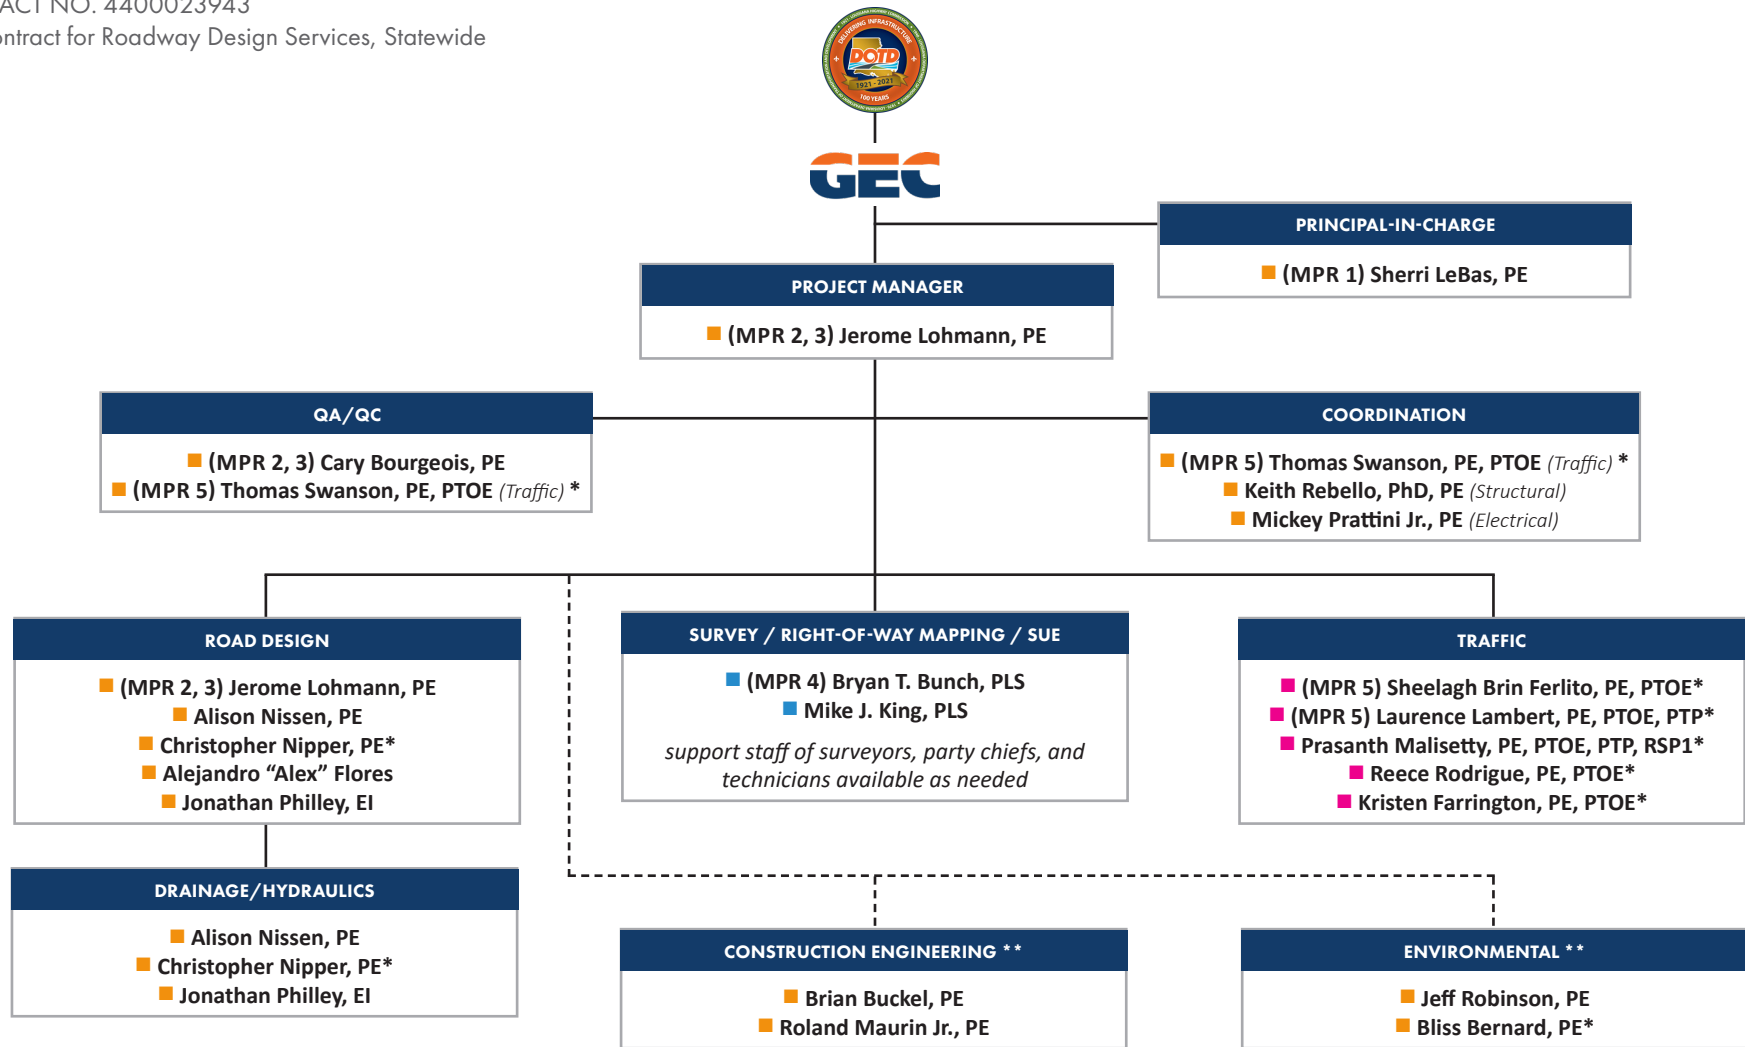 ACT NO. 4400023943
ontract for Roadway Design Services, Statewide
DELIVERING INFRASTRUCTURE
DOTD
1921 - 2021
100 YEARS
GEC
PRINCIPAL-IN-CHARGE
(MPR 1) Sherri LeBas, PE
PROJECT MANAGER
(MPR 2, 3) Jerome Lohmann, PE
QA/QC
(MPR 2, 3) Cary Bourgeois, PE
(MPR 5) Thomas Swanson, PE, PTOE (Traffic) *
COORDINATION
(MPR 5) Thomas Swanson, PE, PTOE (Traffic) *
Keith Rebello, PhD, PE (Structural)
Mickey Prattini Jr., PE (Electrical)
ROAD DESIGN
(MPR 2, 3) Jerome Lohmann, PE
Alison Nissen, PE
Christopher Nipper, PE*
Alejandro “Alex” Flores
Jonathan Philley, EI
SURVEY / RIGHT-OF-WAY MAPPING / SUE
(MPR 4) Bryan T. Bunch, PLS
Mike J. King, PLS
support staff of surveyors, party chiefs, and
technicians available as needed
TRAFFIC
(MPR 5) Sheelagh Brin Ferlito, PE, PTOE*
(MPR 5) Laurence Lambert, PE, PTOE, PTP*
Prasanth Malisetty, PE, PTOE, PTP, RSP1*
Reece Rodrigue, PE, PTOE*
Kristen Farrington, PE, PTOE*
DRAINAGE/HYDRAULICS
Alison Nissen, PE
Christopher Nipper, PE*
Jonathan Philley, EI
CONSTRUCTION ENGINEERING **
Brian Buckel, PE
Roland Maurin Jr., PE
ENVIRONMENTAL **
Jeff Robinson, PE
Bliss Bernard, PE*